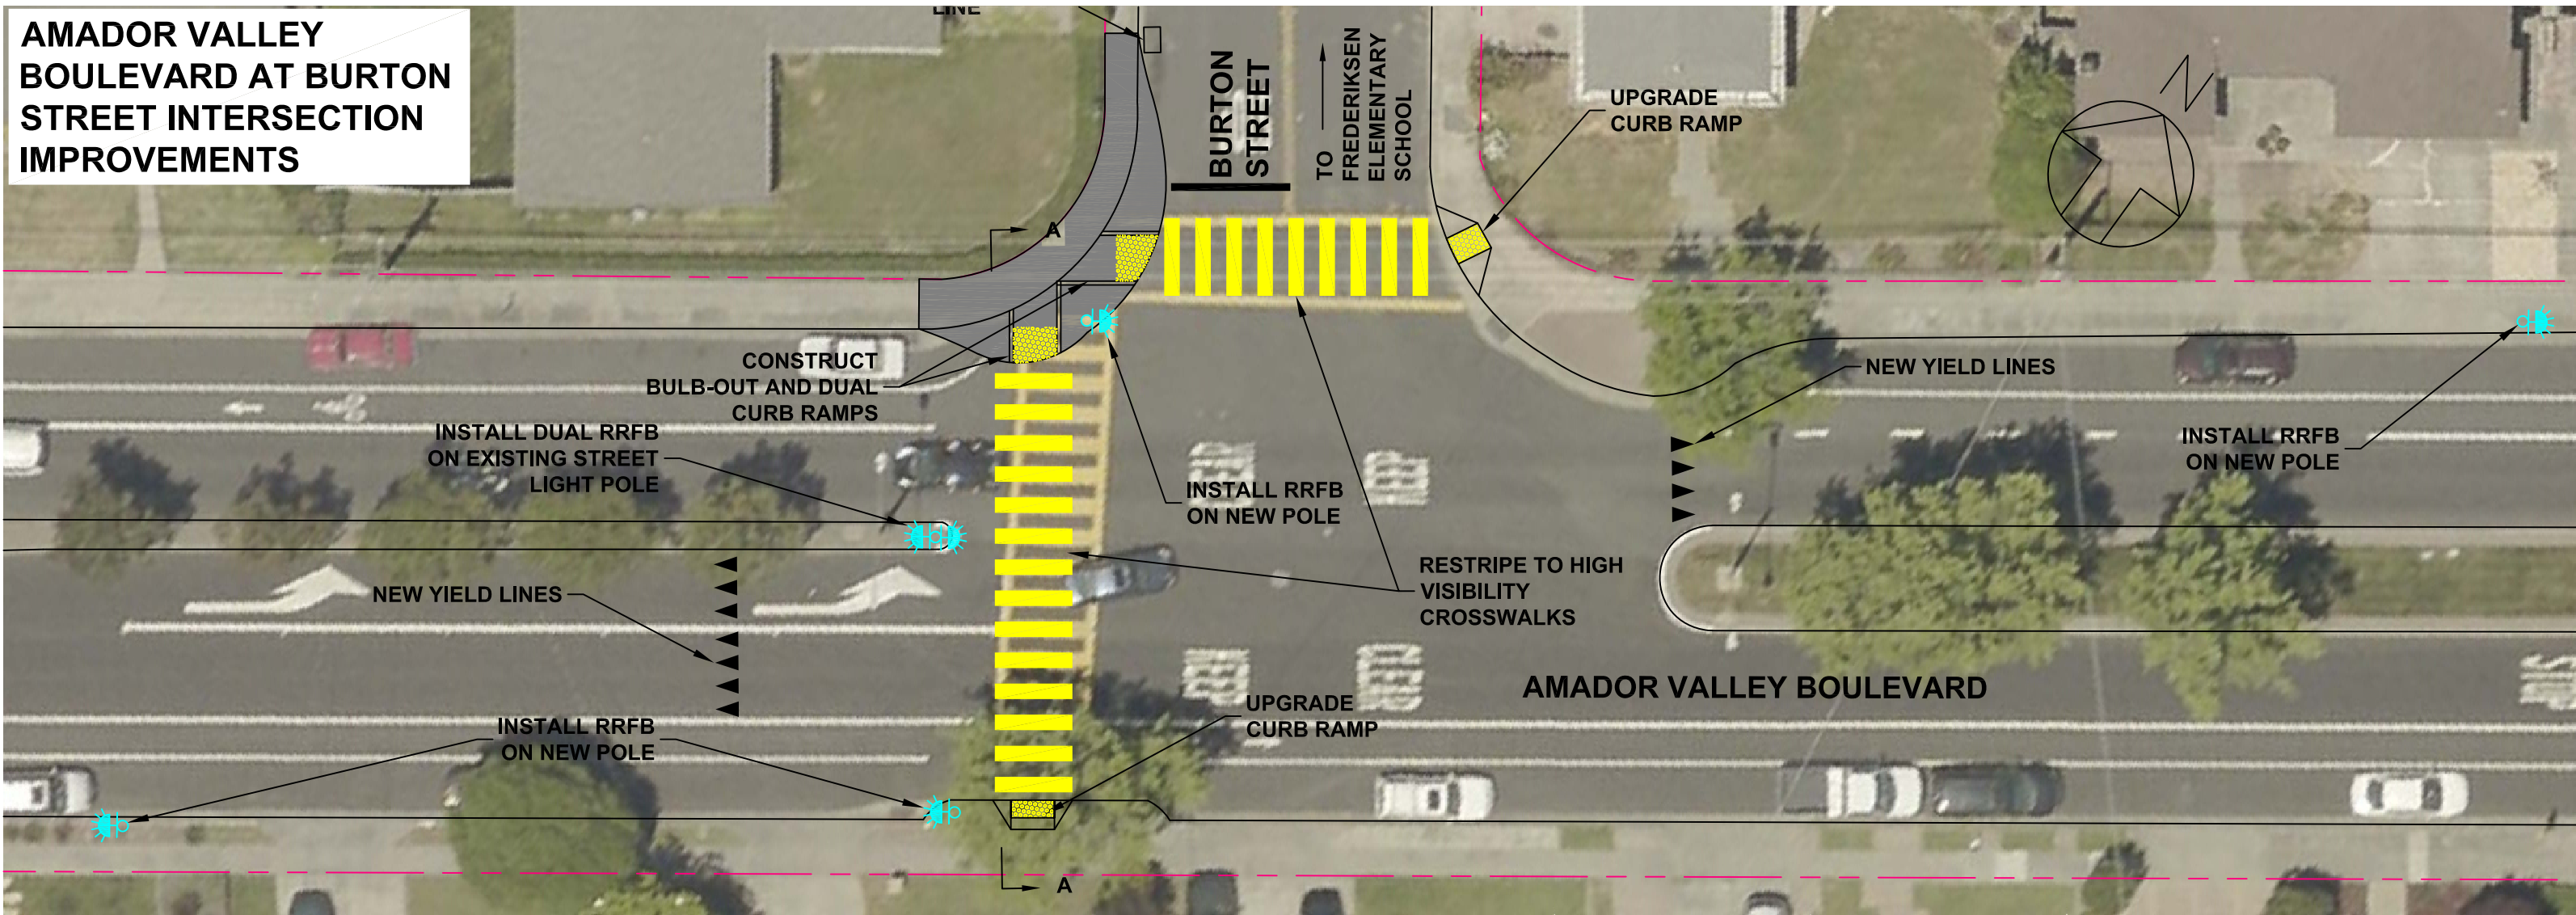 AMADOR VALLEY
BOULEVARD AT BURTON
STREET INTERSECTION
IMPROVEMENTS
LINE
BURTON
STREET
TO
FREDERIKSEN
ELEMENTARY
SCHOOL
UPGRADE
CURB RAMP
N
A
CONSTRUCT
BULB-OUT AND DUAL
CURB RAMPS
NEW YIELD LINES
INSTALL DUAL RRFB
ON EXISTING STREET
LIGHT POLE
INSTALL RRFB
ON NEW POLE
INSTALL RRFB
ON NEW POLE
NEW YIELD LINES
RESTRIPE TO HIGH
VISIBILITY
CROSSWALKS
AMADOR VALLEY BOULEVARD
INSTALL RRFB
ON NEW POLE
UPGRADE
CURB RAMP
A